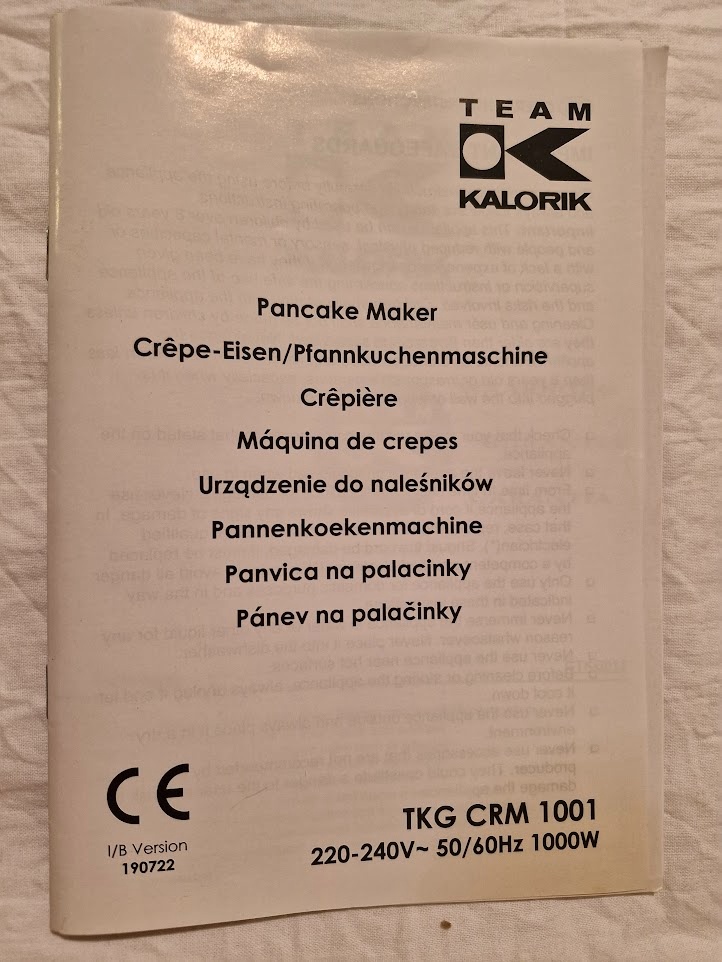 TEAM
KALORIK
Pancake Maker
Crêpe-Eisen/Pfannkuchenmaschine
Crêpière
Máquina de crepes
Urządzenie do naleśników
Pannenkoekenmachine
Panvica na palacinky
Pánev na palačinky
CE
I/B Version
190722
TKG CRM 1001
220-240V~ 50/60Hz 1000W